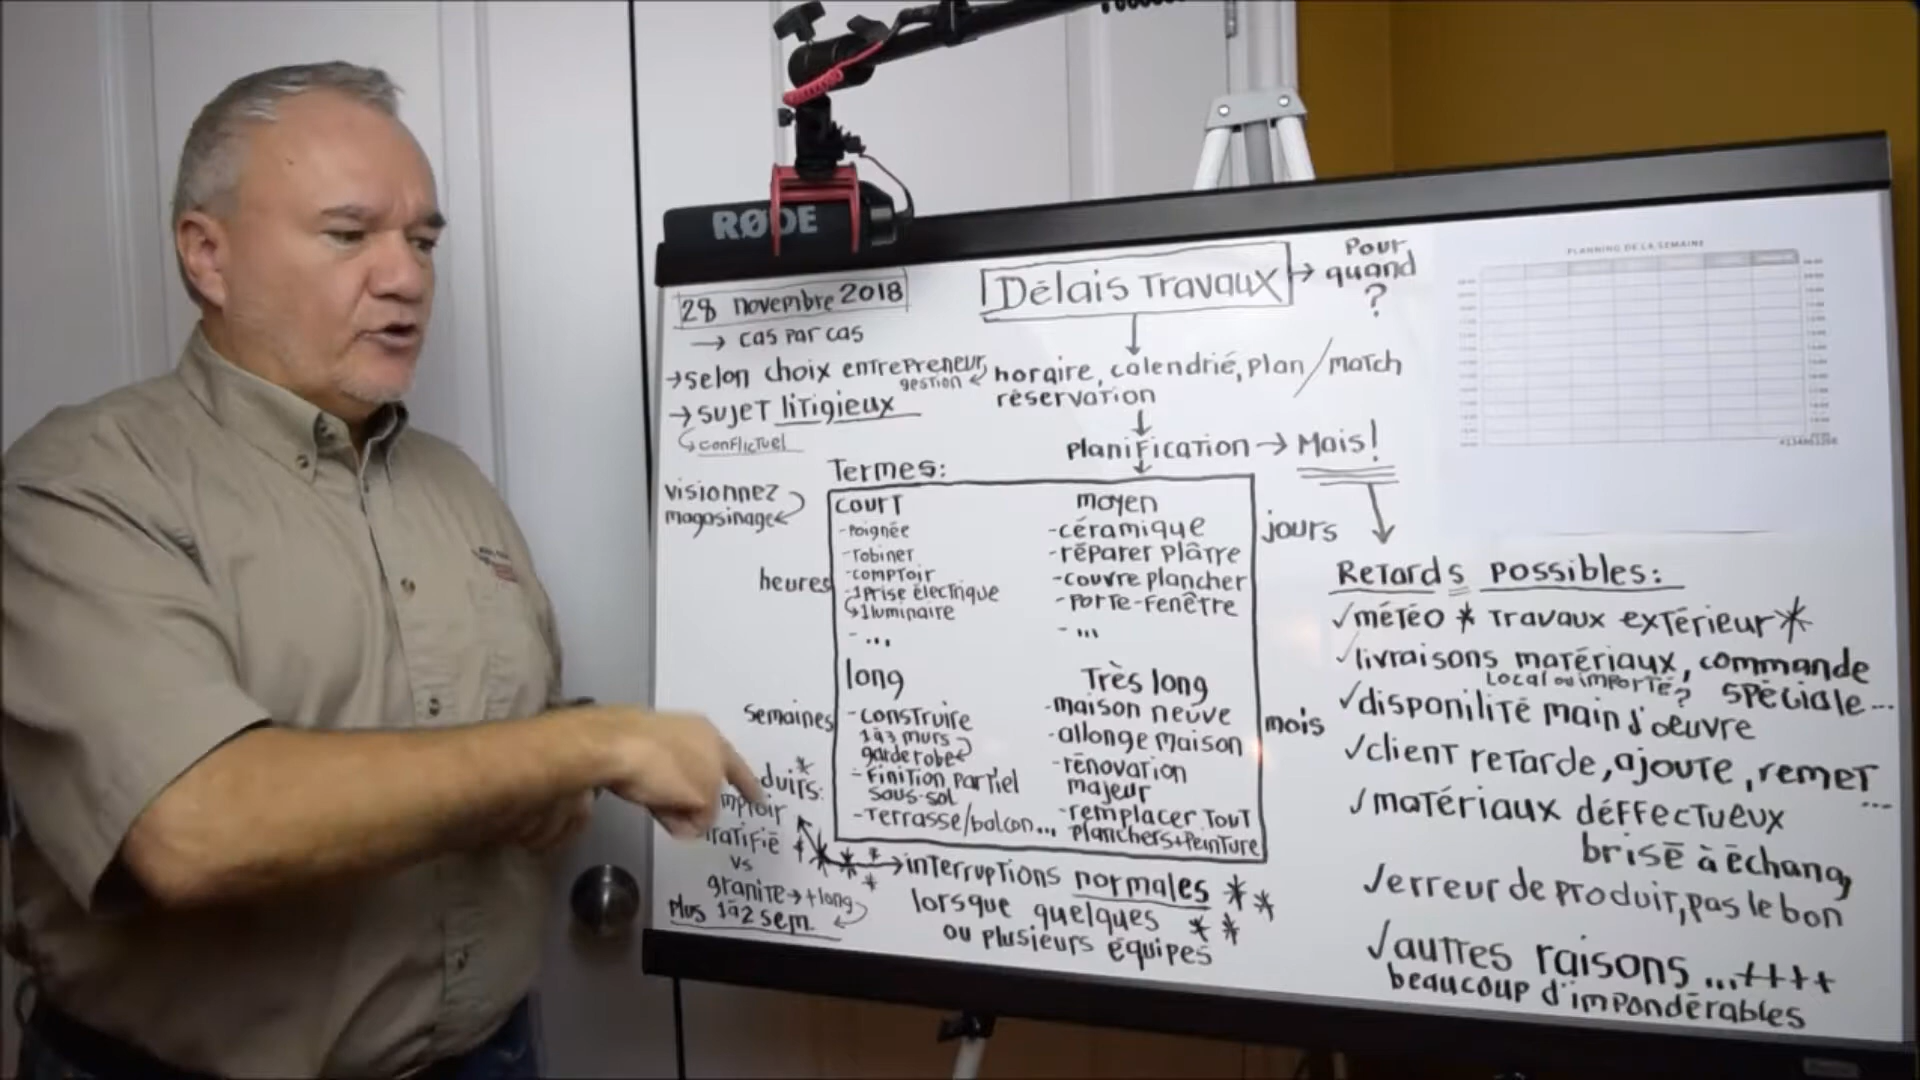 RØDE
28 novembre 2018
→ cas par cas
→ selon choix entrepreneur
gestion
→ sujet litigieux
conflictuel
Délais Travaux → Pour quand ?
horaire, calendrié, plan / match
réservation
Planification → Mais!
visionnez
magasinage
Termes:
heures
court
- Poignée
- robinet
- comptoir
- 1 prise électrique
1 luminaire
- ...
moyen
- céramique
- réparer plâtre
- couvre plancher
- Porte-fenêtre
- ...
jours
semaines
long
- construire
1 à 3 murs
garde robe
- Finition partiel
sous-sol
- Terrasse/balcon...
Très long
- maison neuve
- allonge maison
- rénovation
majeur
- remplacer tout
planchers + Peinture
mois
vs
granite → + long
Plus 1 à 2 sem.
→ interruptions normales
lorsque quelques
ou plusieurs équipes
PLANNING DE LA SEMAINE
Retards possibles:
✓ météo * travaux extérieur *
✓ livraisons matériaux, commande
local ou importé? spéciale...
✓ disponilité main d'oeuvre
✓ client retarde, ajoute, remet
...
✓ matériaux déffectueux
brisé à échang
✓ erreur de produit, pas le bon
✓ autres raisons ... ++++
beaucoup d'impondérables